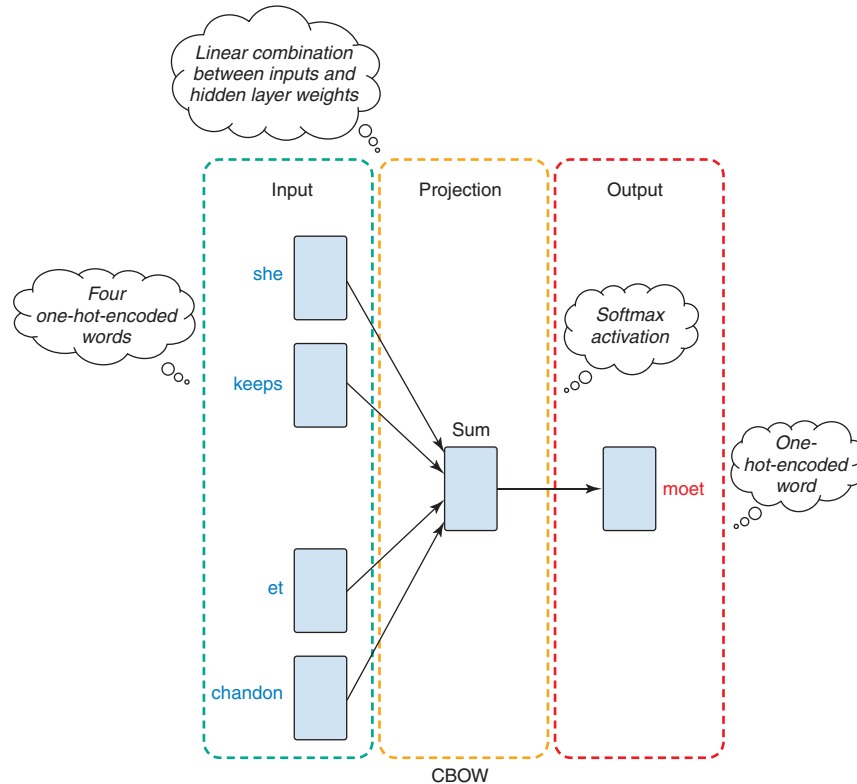 Linear combination
between inputs and
hidden layer weights
Input
Projection
Output
she
Four
one-hot-encoded
words
Softmax
activation
keeps
Sum
One-
hot-encoded
word
moet
et
chandon
CBOW